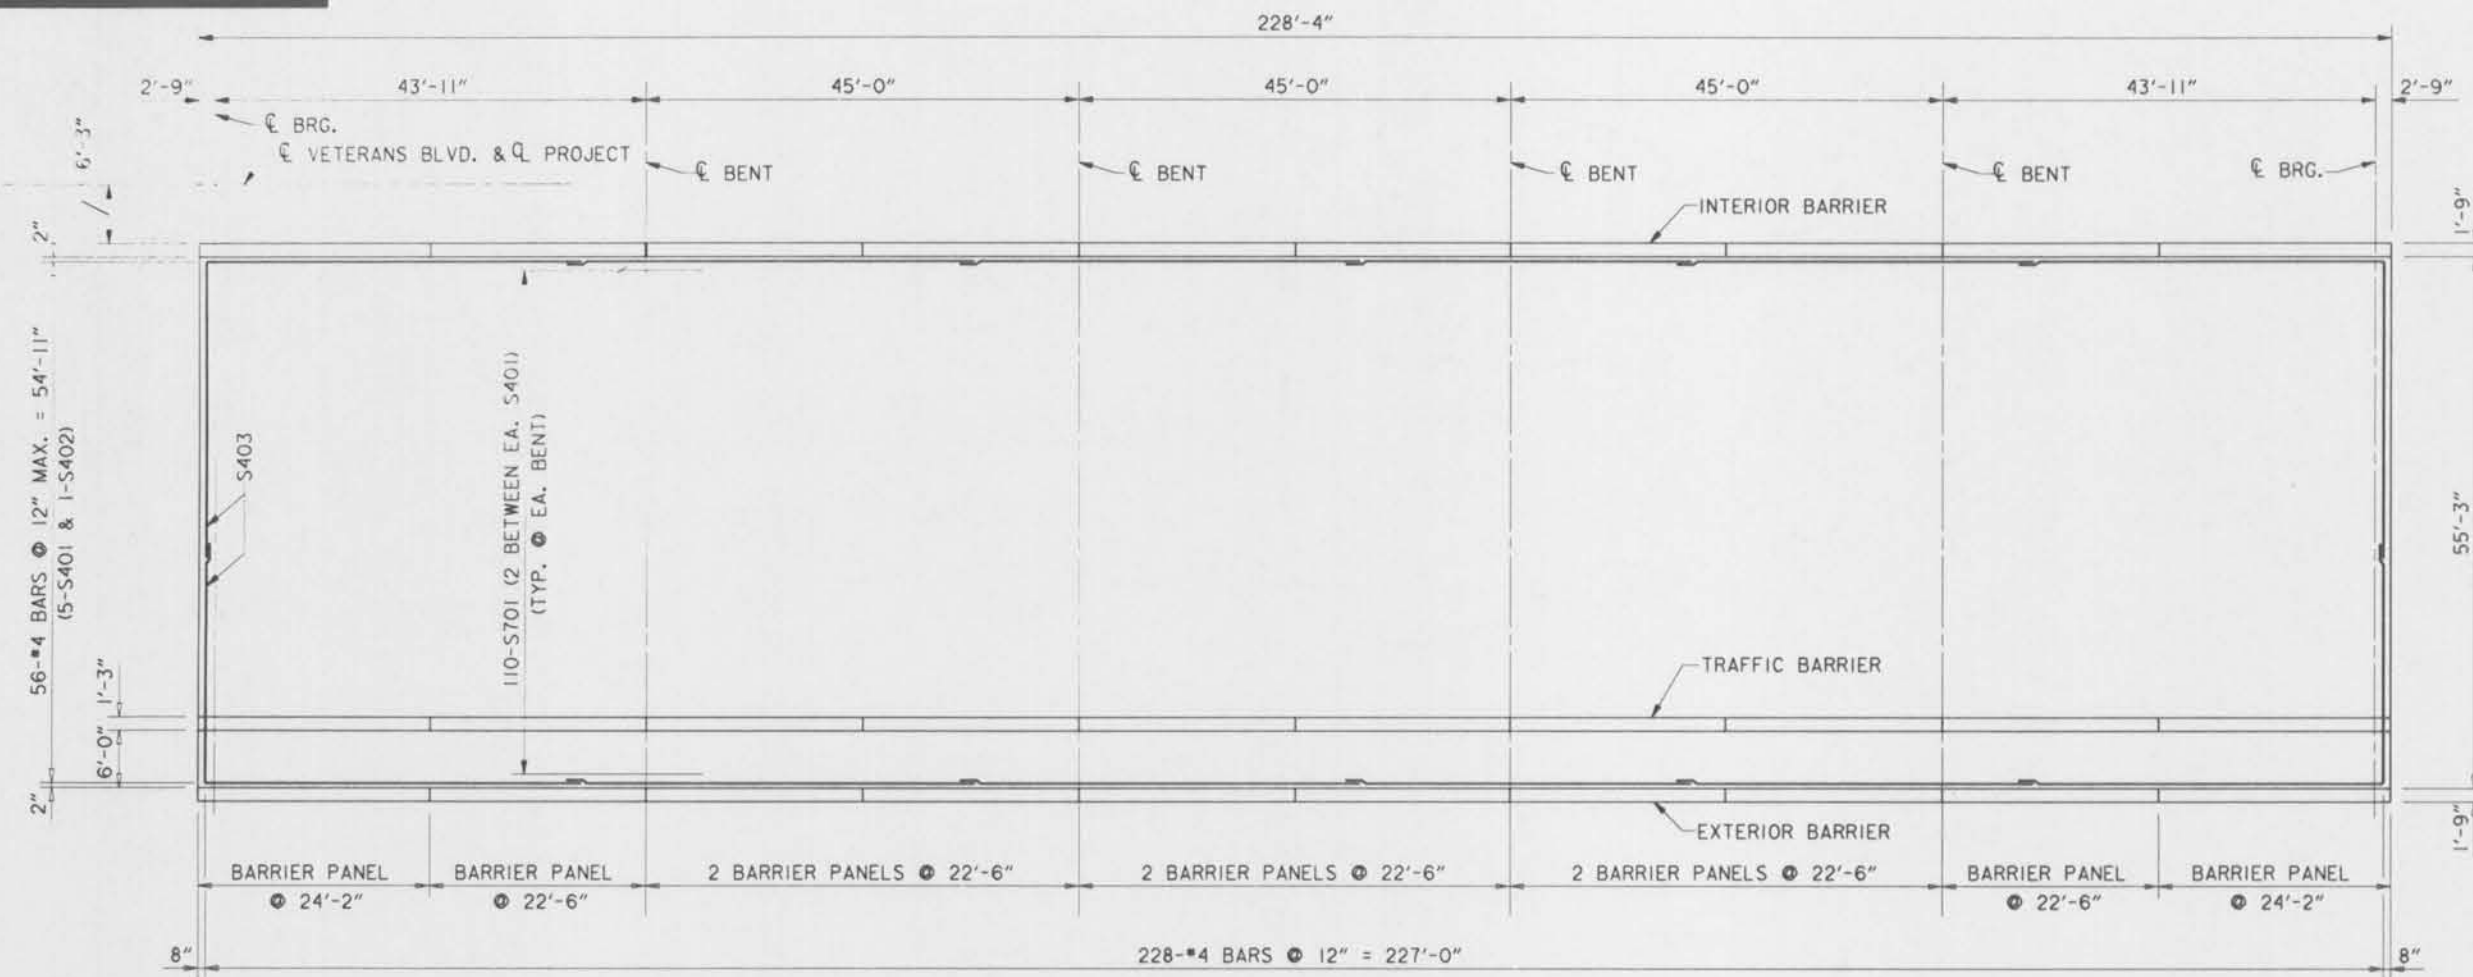 228'-4"
2'-9"
43'-11"
45'-0"
45'-0"
45'-0"
43'-11"
2'-9"
℄ BRG.
℄ VETERANS BLVD. & ℄ PROJECT
6'-3"
℄ BENT
℄ BENT
℄ BENT
℄ BENT
℄ BRG.
INTERIOR BARRIER
2"
1'-9"
56-#4 BARS @ 12" MAX. = 54'-11"
(5-S401 & 1-S402)
S403
110-S701 (2 BETWEEN EA. S401)
(TYP. @ EA. BENT)
55'-3"
TRAFFIC BARRIER
1'-3"
6'-0"
2"
EXTERIOR BARRIER
1'-9"
BARRIER PANEL
@ 24'-2"
BARRIER PANEL
@ 22'-6"
2 BARRIER PANELS @ 22'-6"
2 BARRIER PANELS @ 22'-6"
2 BARRIER PANELS @ 22'-6"
BARRIER PANEL
@ 22'-6"
BARRIER PANEL
@ 24'-2"
8"
228-#4 BARS @ 12" = 227'-0"
8"